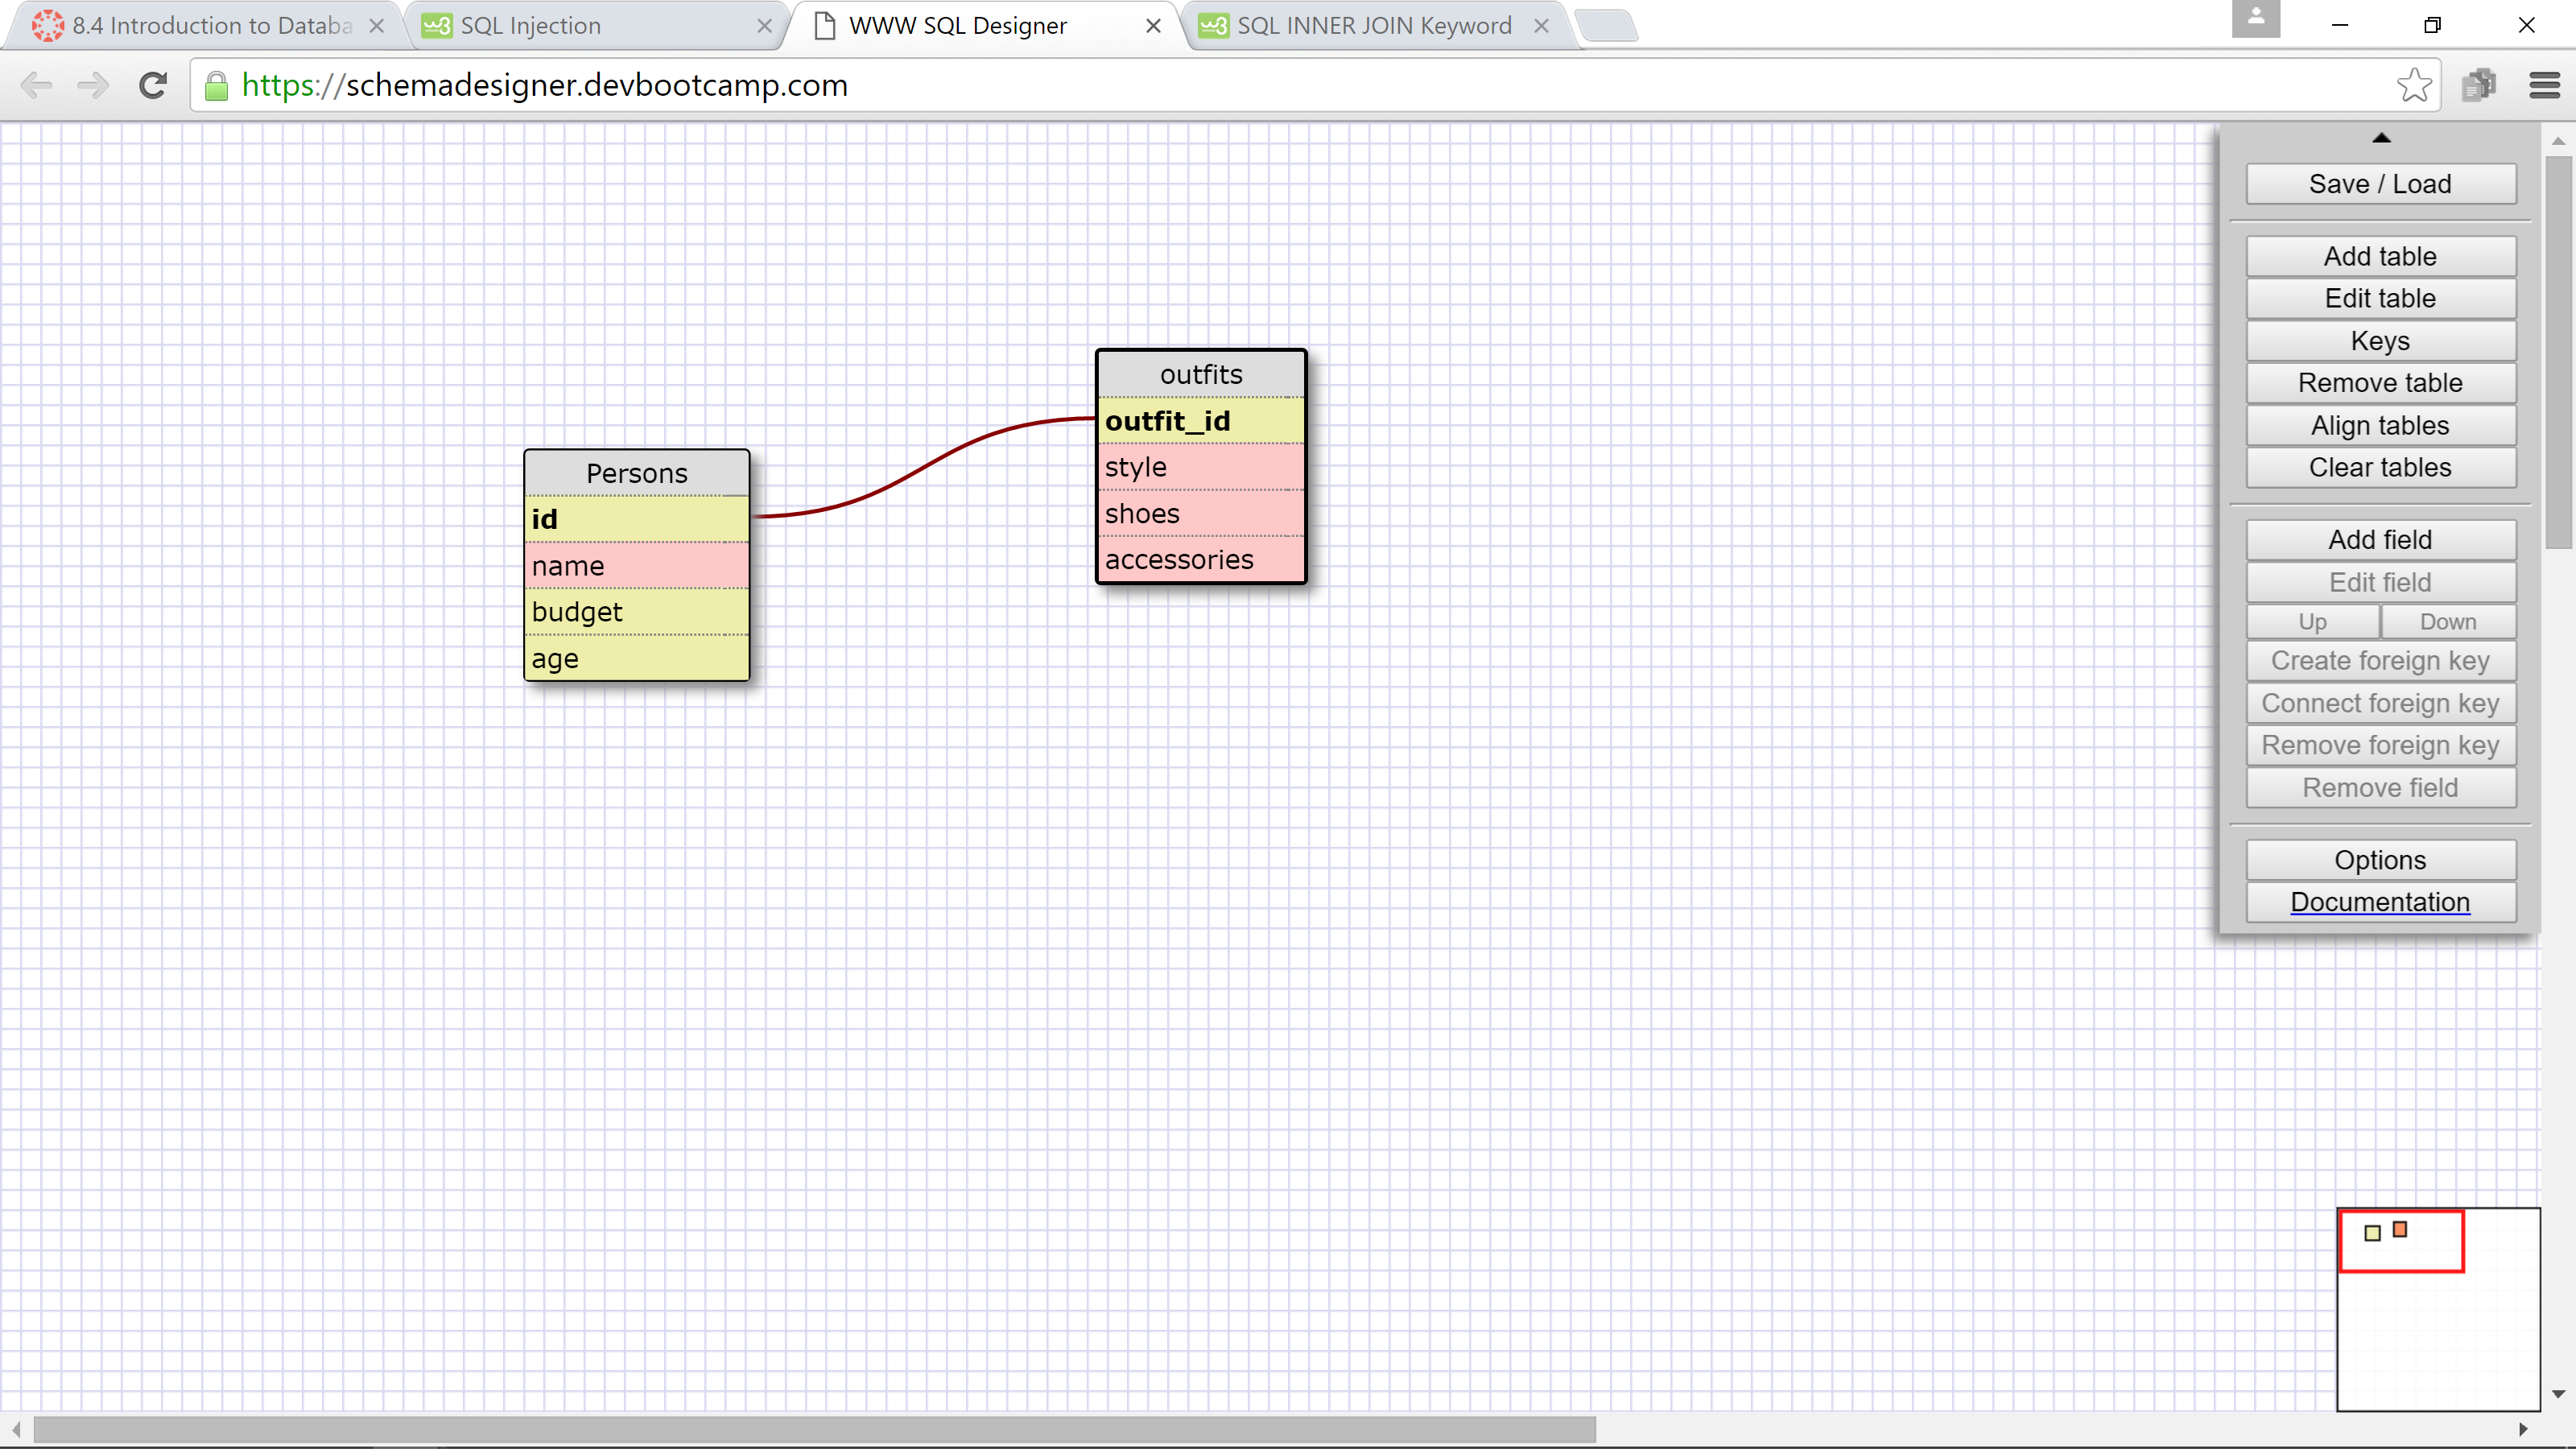 8.4 Introduction to Databa
SQL Injection
WWW SQL Designer
SQL INNER JOIN Keyword
https://schemadesigner.devbootcamp.com
Persons
id
name
budget
age
outfits
outfit_id
style
shoes
accessories
Save / Load
Add table
Edit table
Keys
Remove table
Align tables
Clear tables
Add field
Edit field
Up Down
Create foreign key
Connect foreign key
Remove foreign key
Remove field
Options
Documentation